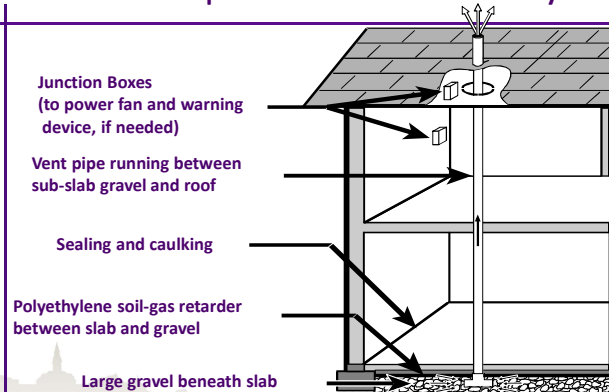 Junction Boxes
(to power fan and warning
device, if needed)
Vent pipe running between
sub-slab gravel and roof
Sealing and caulking
Polyethylene soil-gas retarder
between slab and gravel
Large gravel beneath slab